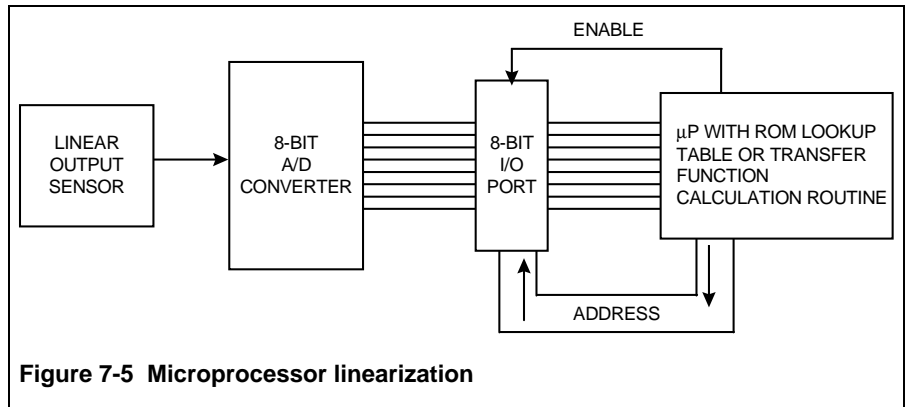 ENABLE
LINEAR
OUTPUT
SENSOR
8-BIT
A/D
CONVERTER
8-BIT
I/O
PORT
µP WITH ROM LOOKUP
TABLE OR TRANSFER
FUNCTION
CALCULATION ROUTINE
ADDRESS
Figure 7-5 Microprocessor linearization